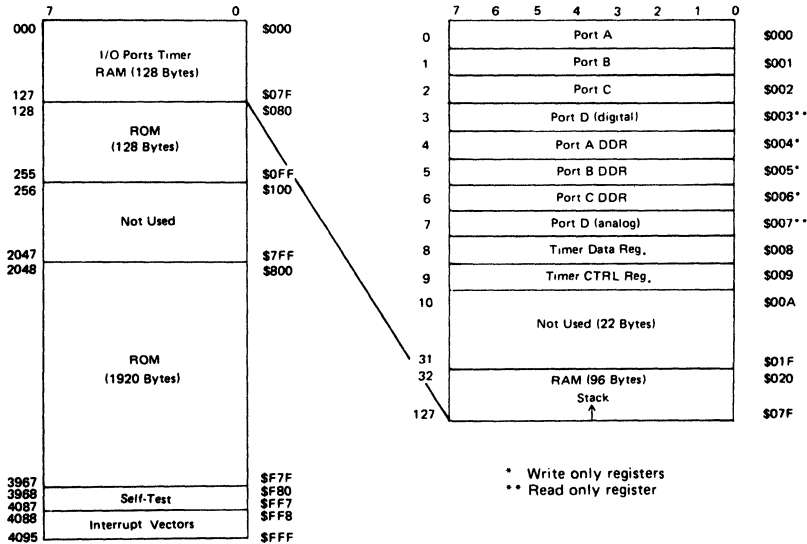 7 0
000 $000
I/O Ports Timer
RAM (128 Bytes)
127 $07F
128 $080
ROM
(128 Bytes)
255 $0FF
256 $100
Not Used
2047 $7FF
2048 $800
ROM
(1920 Bytes)
3967 $F7F
3968 $F80
Self-Test
4087 $FF7
4088 $FF8
Interrupt Vectors
4095 $FFF
7 6 5 4 3 2 1 0
0 Port A $000
1 Port B $001
2 Port C $002
3 Port D (digital) $003**
4 Port A DDR $004*
5 Port B DDR $005*
6 Port C DDR $006*
7 Port D (analog) $007**
8 Timer Data Reg. $008
9 Timer CTRL Reg. $009
10 $00A
Not Used (22 Bytes)
31 $01F
32 RAM (96 Bytes) $020
Stack
127 $07F
* Write only registers
** Read only register